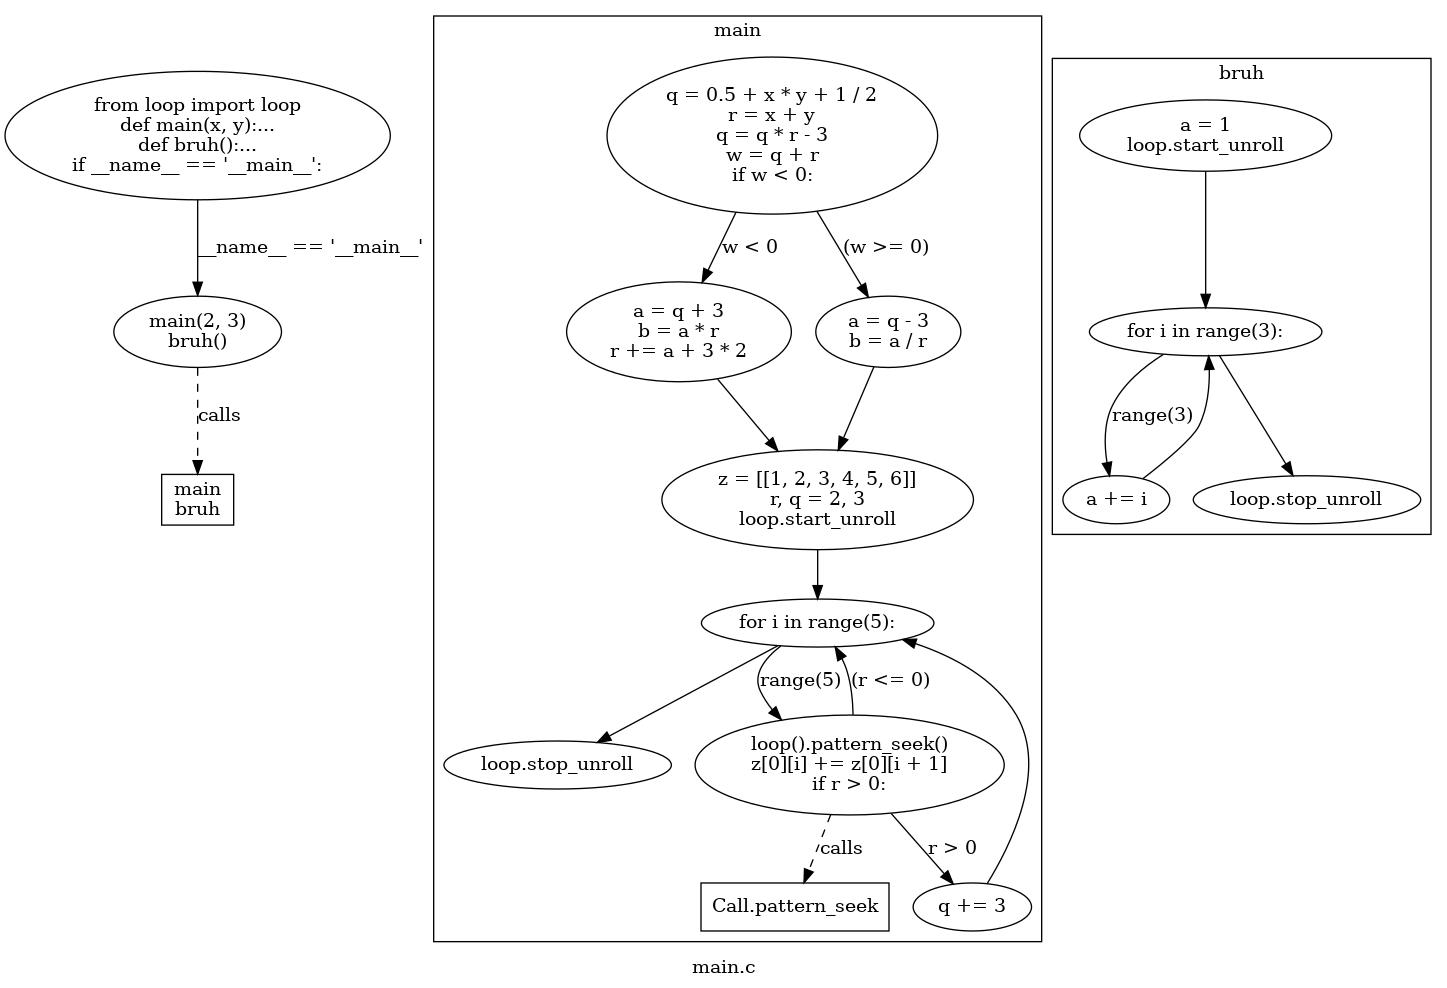 from loop import loop
def main(x, y):...
def bruh():...
if __name__ == '__main__':
__name__ == '__main__'
main(2, 3)
bruh()
calls
main
bruh
main
q = 0.5 + x * y + 1 / 2
r = x + y
q = q * r - 3
w = q + r
if w < 0:
w < 0
(w >= 0)
a = q + 3
b = a * r
r += a + 3 * 2
a = q - 3
b = a / r
z = [[1, 2, 3, 4, 5, 6]]
r, q = 2, 3
loop.start_unroll
for i in range(5):
range(5)
(r <= 0)
loop.stop_unroll
loop().pattern_seek()
z[0][i] += z[0][i + 1]
if r > 0:
calls
r > 0
Call.pattern_seek
q += 3
bruh
a = 1
loop.start_unroll
for i in range(3):
range(3)
a += i
loop.stop_unroll
main.c